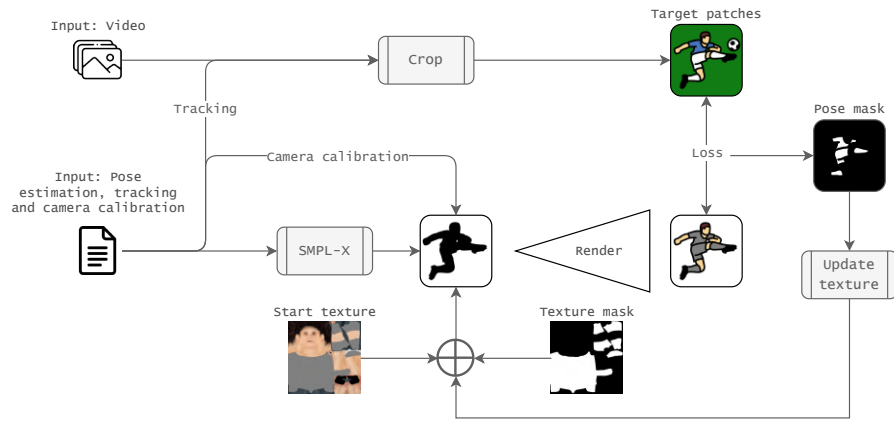 Target patches
Input: Video
Crop
Tracking
Pose mask
Loss
Camera calibration
Input: Pose
estimation, tracking
and camera calibration
SMPL-X
Render
Update
texture
Start texture
Texture mask